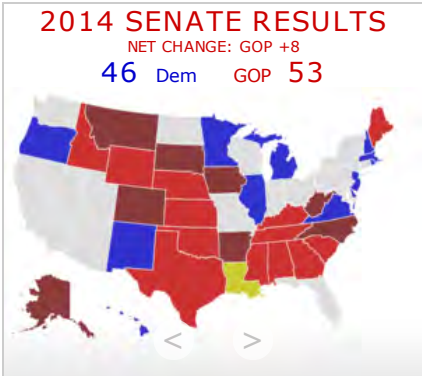 2014 SENATE RESULTS
NET CHANGE: GOP +8
46 Dem GOP 53
< >